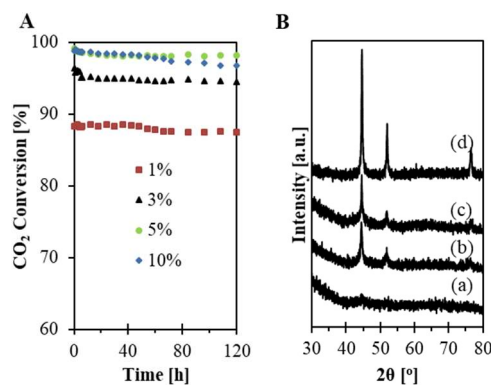 A
CO2 Conversion [%]
100
90
80
70
60
1%
3%
5%
10%
0
40
80
120
Time [h]
B
Intensity [a.u.]
(d)
(c)
(b)
(a)
30
40
50
60
70
80
2θ [º]